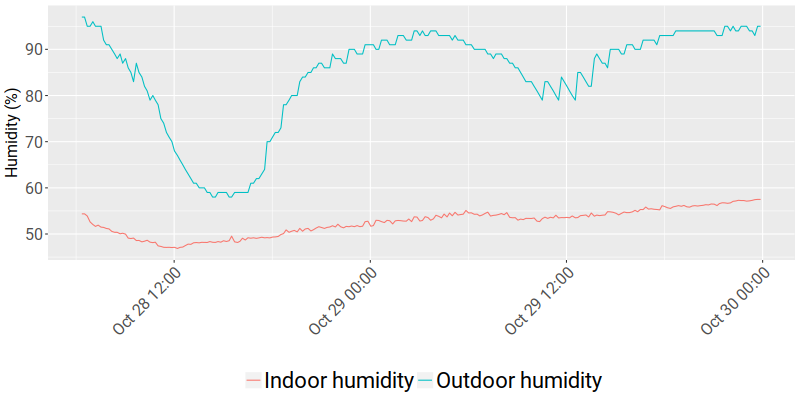 Humidity (%)
90
80
70
60
50
Oct 28 12:00
Oct 29 00:00
Oct 29 12:00
Oct 30 00:00
Indoor humidity Outdoor humidity